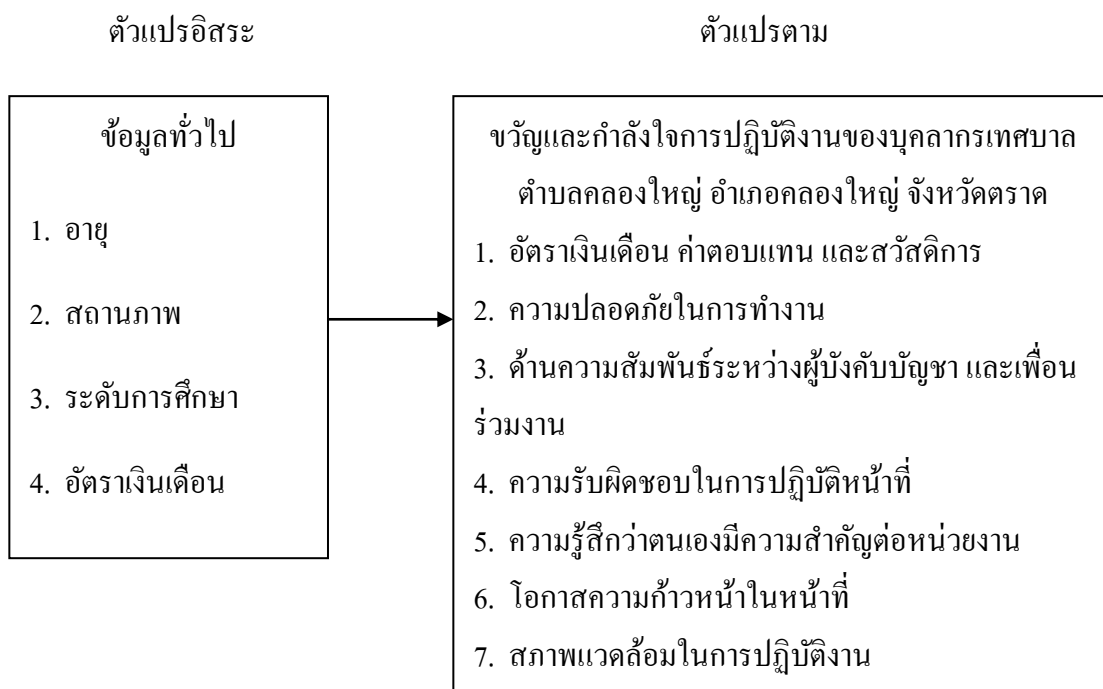 ตัวแปรอิสระ
ตัวแปรตาม
ข้อมูลทั่วไป
1. อายุ
2. สถานภาพ
3. ระดับการศึกษา
4. อัตราเงินเดือน
ขวัญและกำลังใจการปฏิบัติงานของบุคลากรเทศบาล
ตำบลคลองใหญ่ อำเภอคลองใหญ่ จังหวัดตราด
1. อัตราเงินเดือน ค่าตอบแทน และสวัสดิการ
2. ความปลอดภัยในการทำงาน
3. ด้านความสัมพันธ์ระหว่างผู้บังคับบัญชา และเพื่อน
ร่วมงาน
4. ความรับผิดชอบในการปฏิบัติหน้าที่
5. ความรู้สึกว่าตนเองมีความสำคัญต่อหน่วยงาน
6. โอกาสความก้าวหน้าในหน้าที่
7. สภาพแวดล้อมในการปฏิบัติงาน